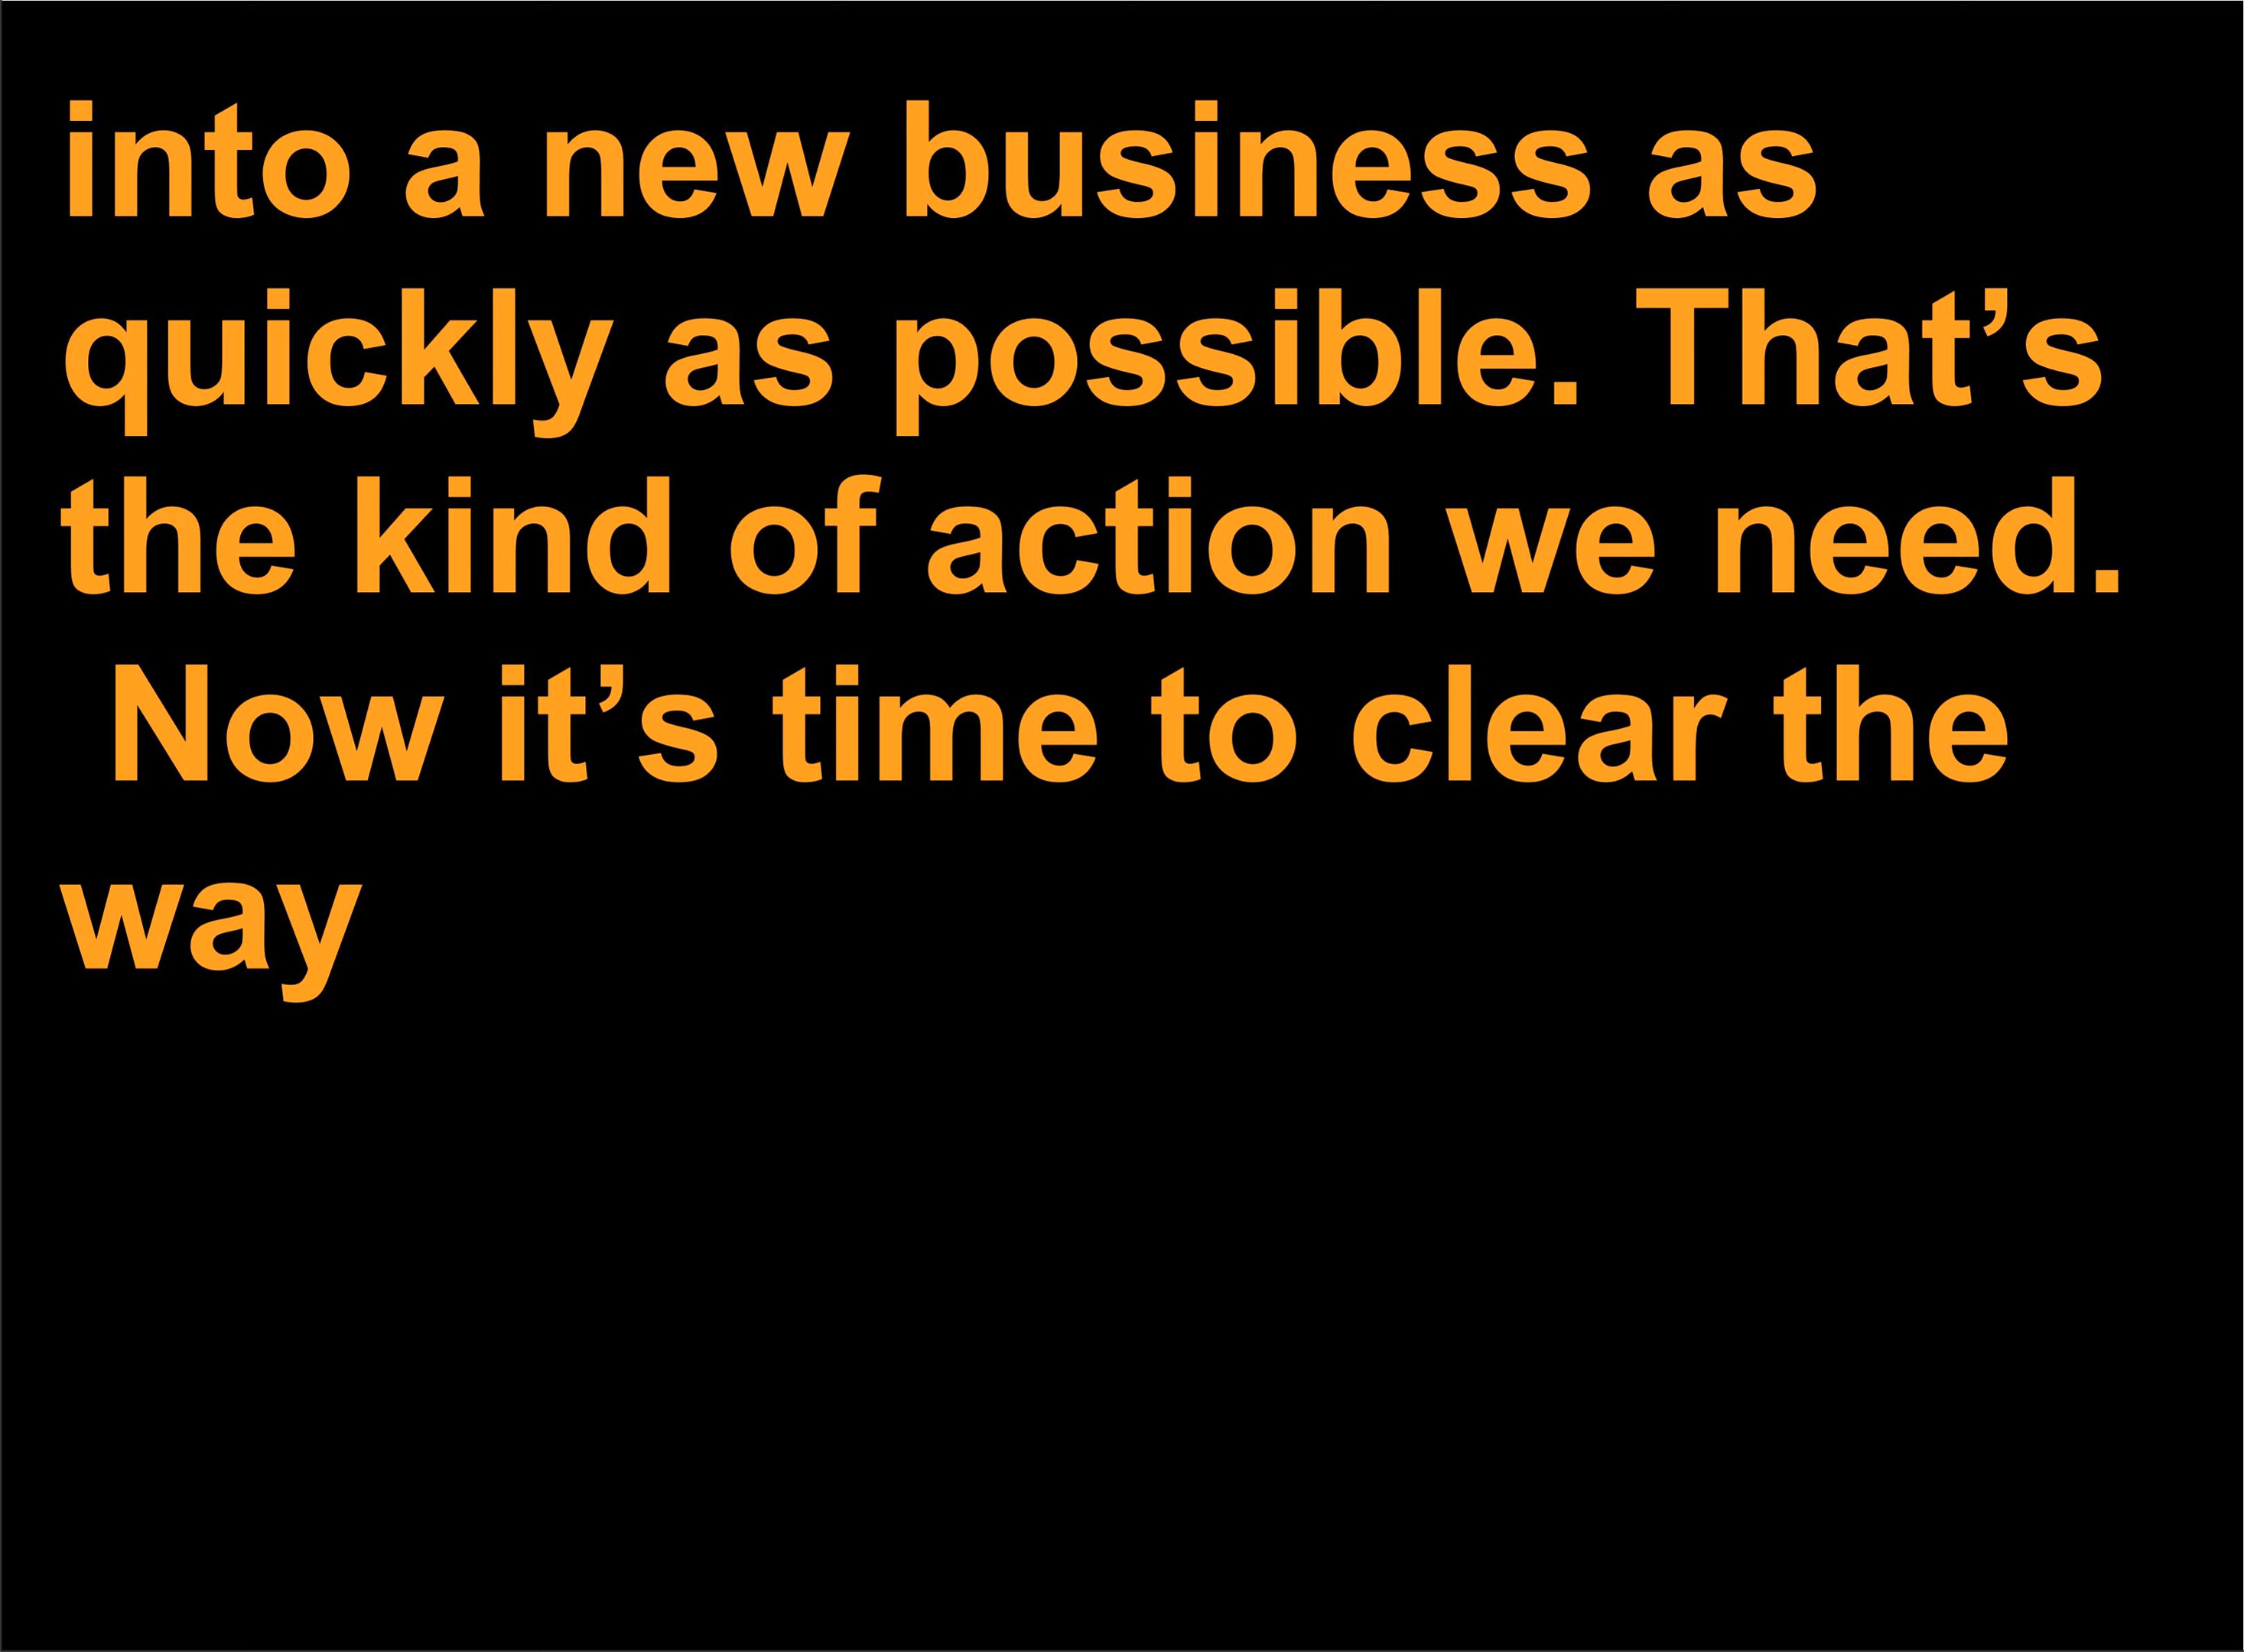 into a new business as
quickly as possible. That’s
the kind of action we need.
Now it’s time to clear the
way